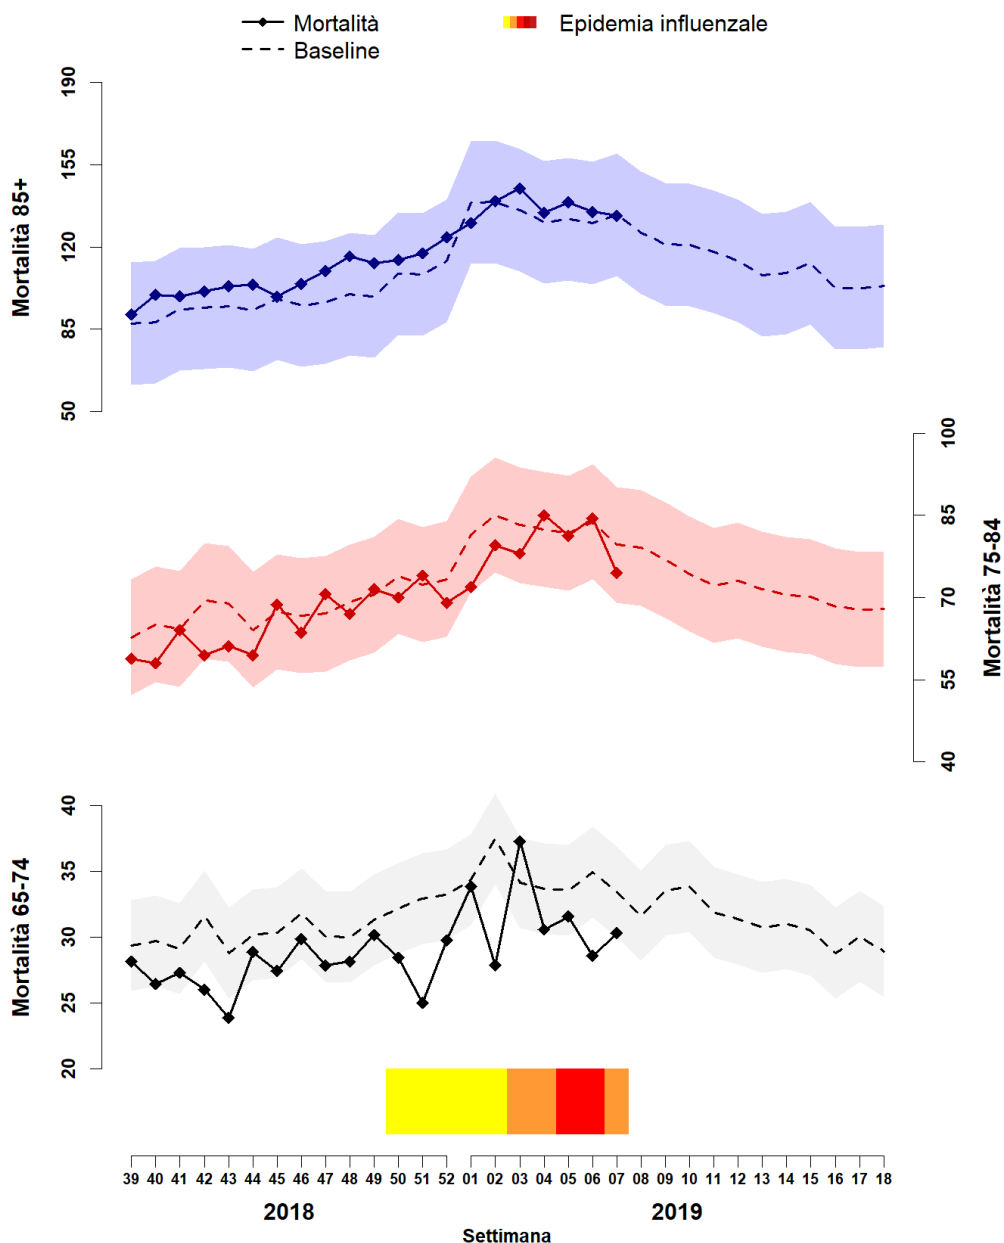 Mortalità
Epidemia influenzale
Baseline
190
155
120
85
50
Mortalità 85+
100
85
70
55
40
Mortalità 75-84
40
35
30
25
20
Mortalità 65-74
39 40 41 42 43 44 45 46 47 48 49 50 51 52 01 02 03 04 05 06 07 08 09 10 11 12 13 14 15 16 17 18
2018 2019
Settimana